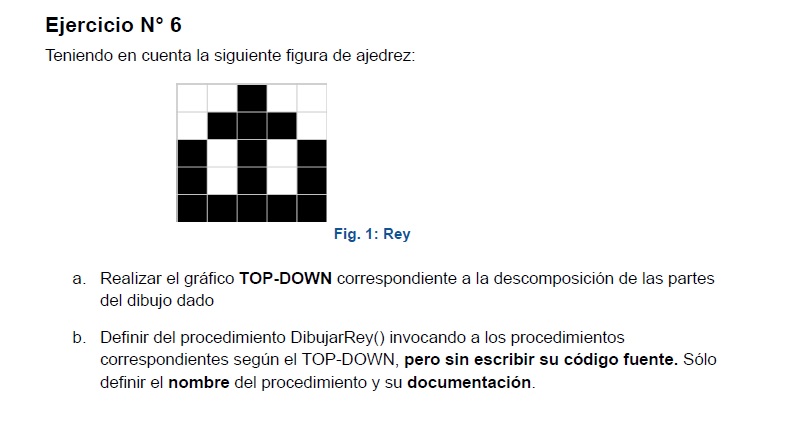 Ejercicio N° 6
Teniendo en cuenta la siguiente figura de ajedrez:
Fig. 1: Rey
a. Realizar el gráfico TOP-DOWN correspondiente a la descomposición de las partes
del dibujo dado
b. Definir del procedimiento DibujarRey() invocando a los procedimientos
correspondientes según el TOP-DOWN, pero sin escribir su código fuente. Sólo
definir el nombre del procedimiento y su documentación.